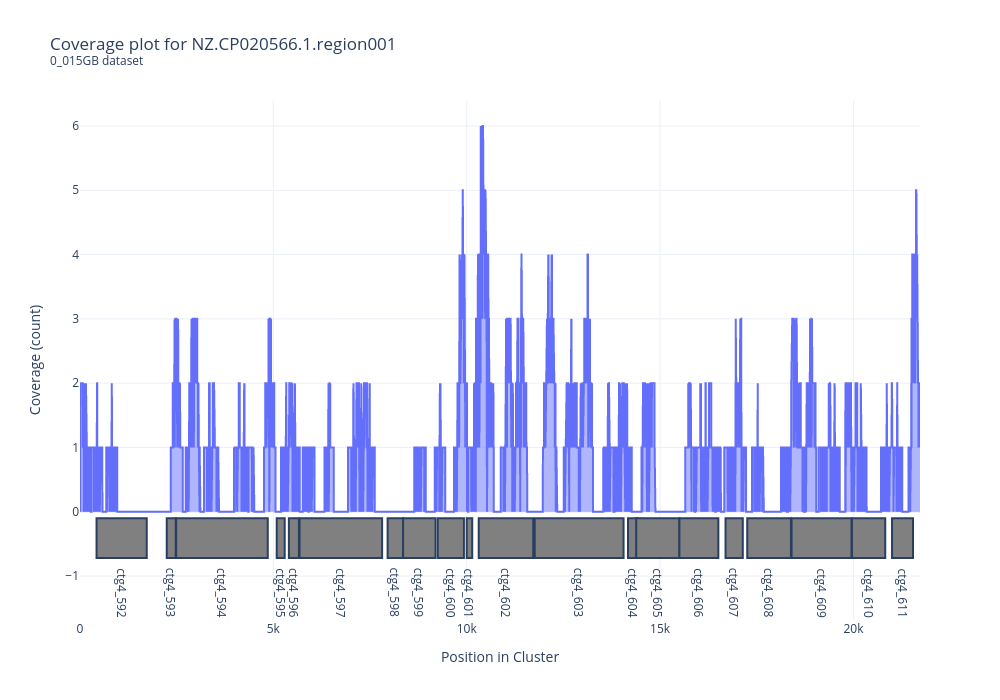 Coverage plot for NZ.CP020566.1.region001
0_015GB dataset
6
5
4
3
2
1
0
−1
Coverage (count)
ctg4_592
ctg4_593
ctg4_594
ctg4_595
ctg4_596
ctg4_597
ctg4_598
ctg4_599
ctg4_600
ctg4_601
ctg4_602
ctg4_603
ctg4_604
ctg4_605
ctg4_606
ctg4_607
ctg4_608
ctg4_609
ctg4_610
ctg4_611
0
5k
10k
15k
20k
Position in Cluster